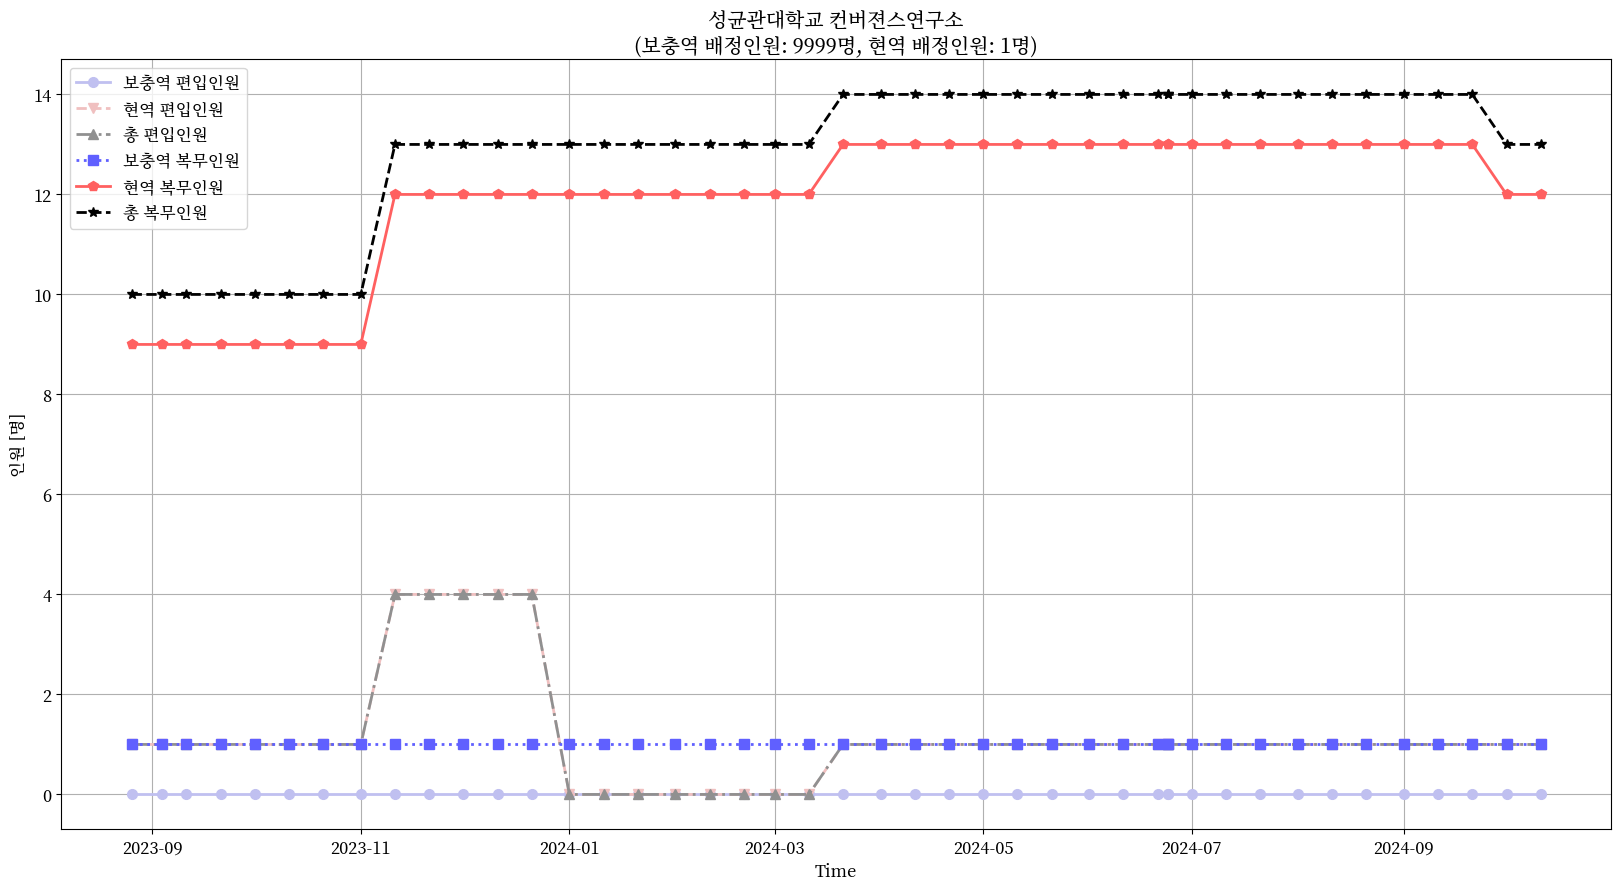 성균관대학교 컨버젼스연구소
(보충역 배정인원: 9999명, 현역 배정인원: 1명)
보충역 편입인원
현역 편입인원
총 편입인원
보충역 복무인원
현역 복무인원
총 복무인원
인원 [명]
14
12
10
8
6
4
2
0
2023-09
2023-11
2024-01
2024-03
2024-05
2024-07
2024-09
Time